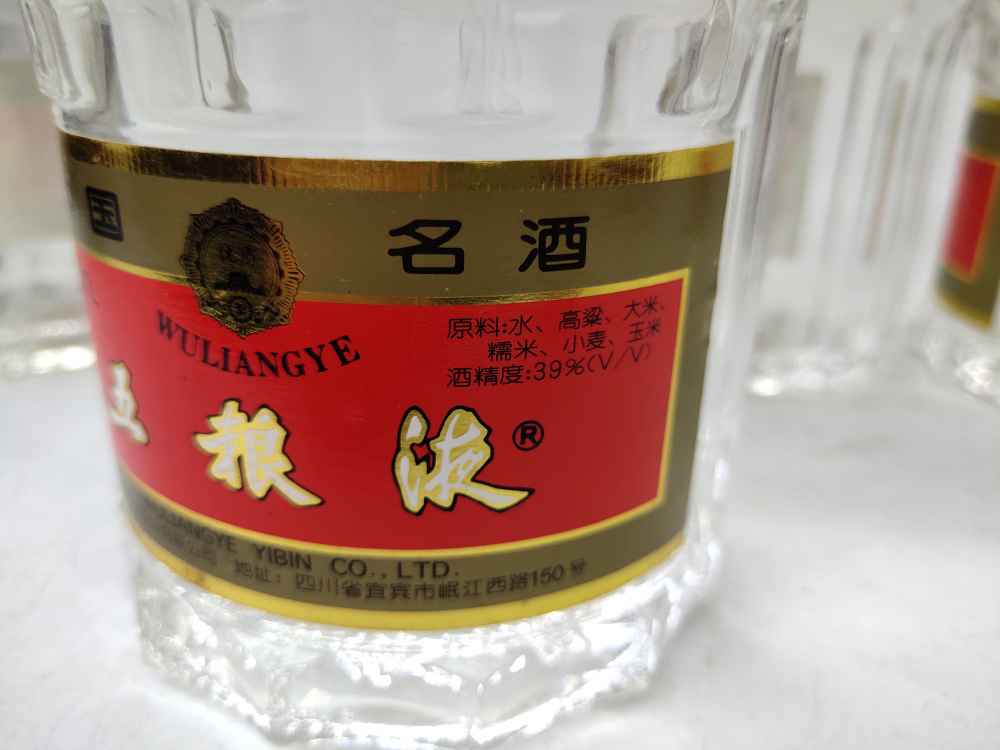 国 名酒
WULIANGYE
原料:水、高粱、大米、
糯米、小麦、玉米
酒精度:39%(V/V)
五粮液®
WULIANGYE YIBIN CO.,LTD.
地址：四川省宜宾市岷江西路150号